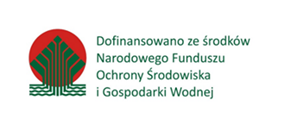 Dofinansowano ze środków
Narodowego Funduszu
Ochrony Środowiska
i Gospodarki Wodnej